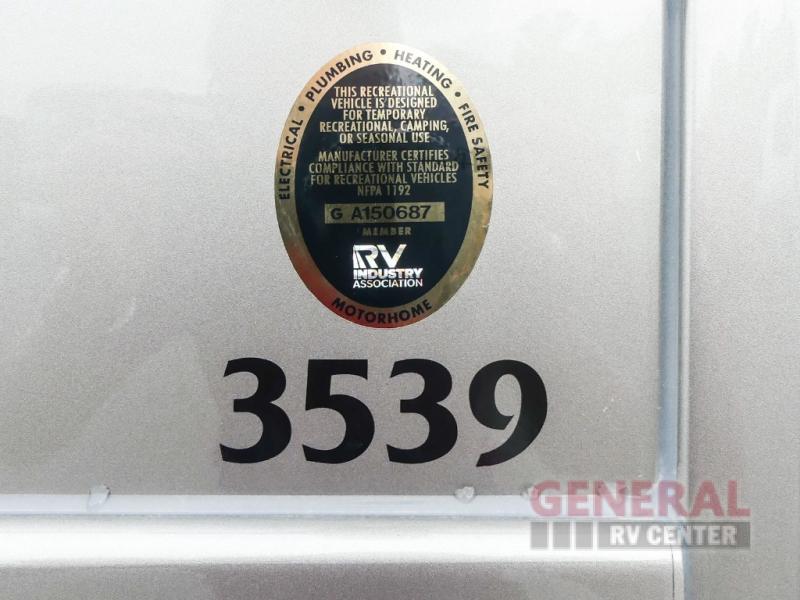 ELECTRICAL • PLUMBING • HEATING • FIRE SAFETY
THIS RECREATIONAL
VEHICLE IS DESIGNED
FOR TEMPORARY
RECREATIONAL, CAMPING,
OR SEASONAL USE
MANUFACTURER CERTIFIES
COMPLIANCE WITH STANDARD
FOR RECREATIONAL VEHICLES
NFPA 1192
G A150687
MEMBER
RV
INDUSTRY
ASSOCIATION
MOTORHOME
3539
GENERAL
RV CENTER